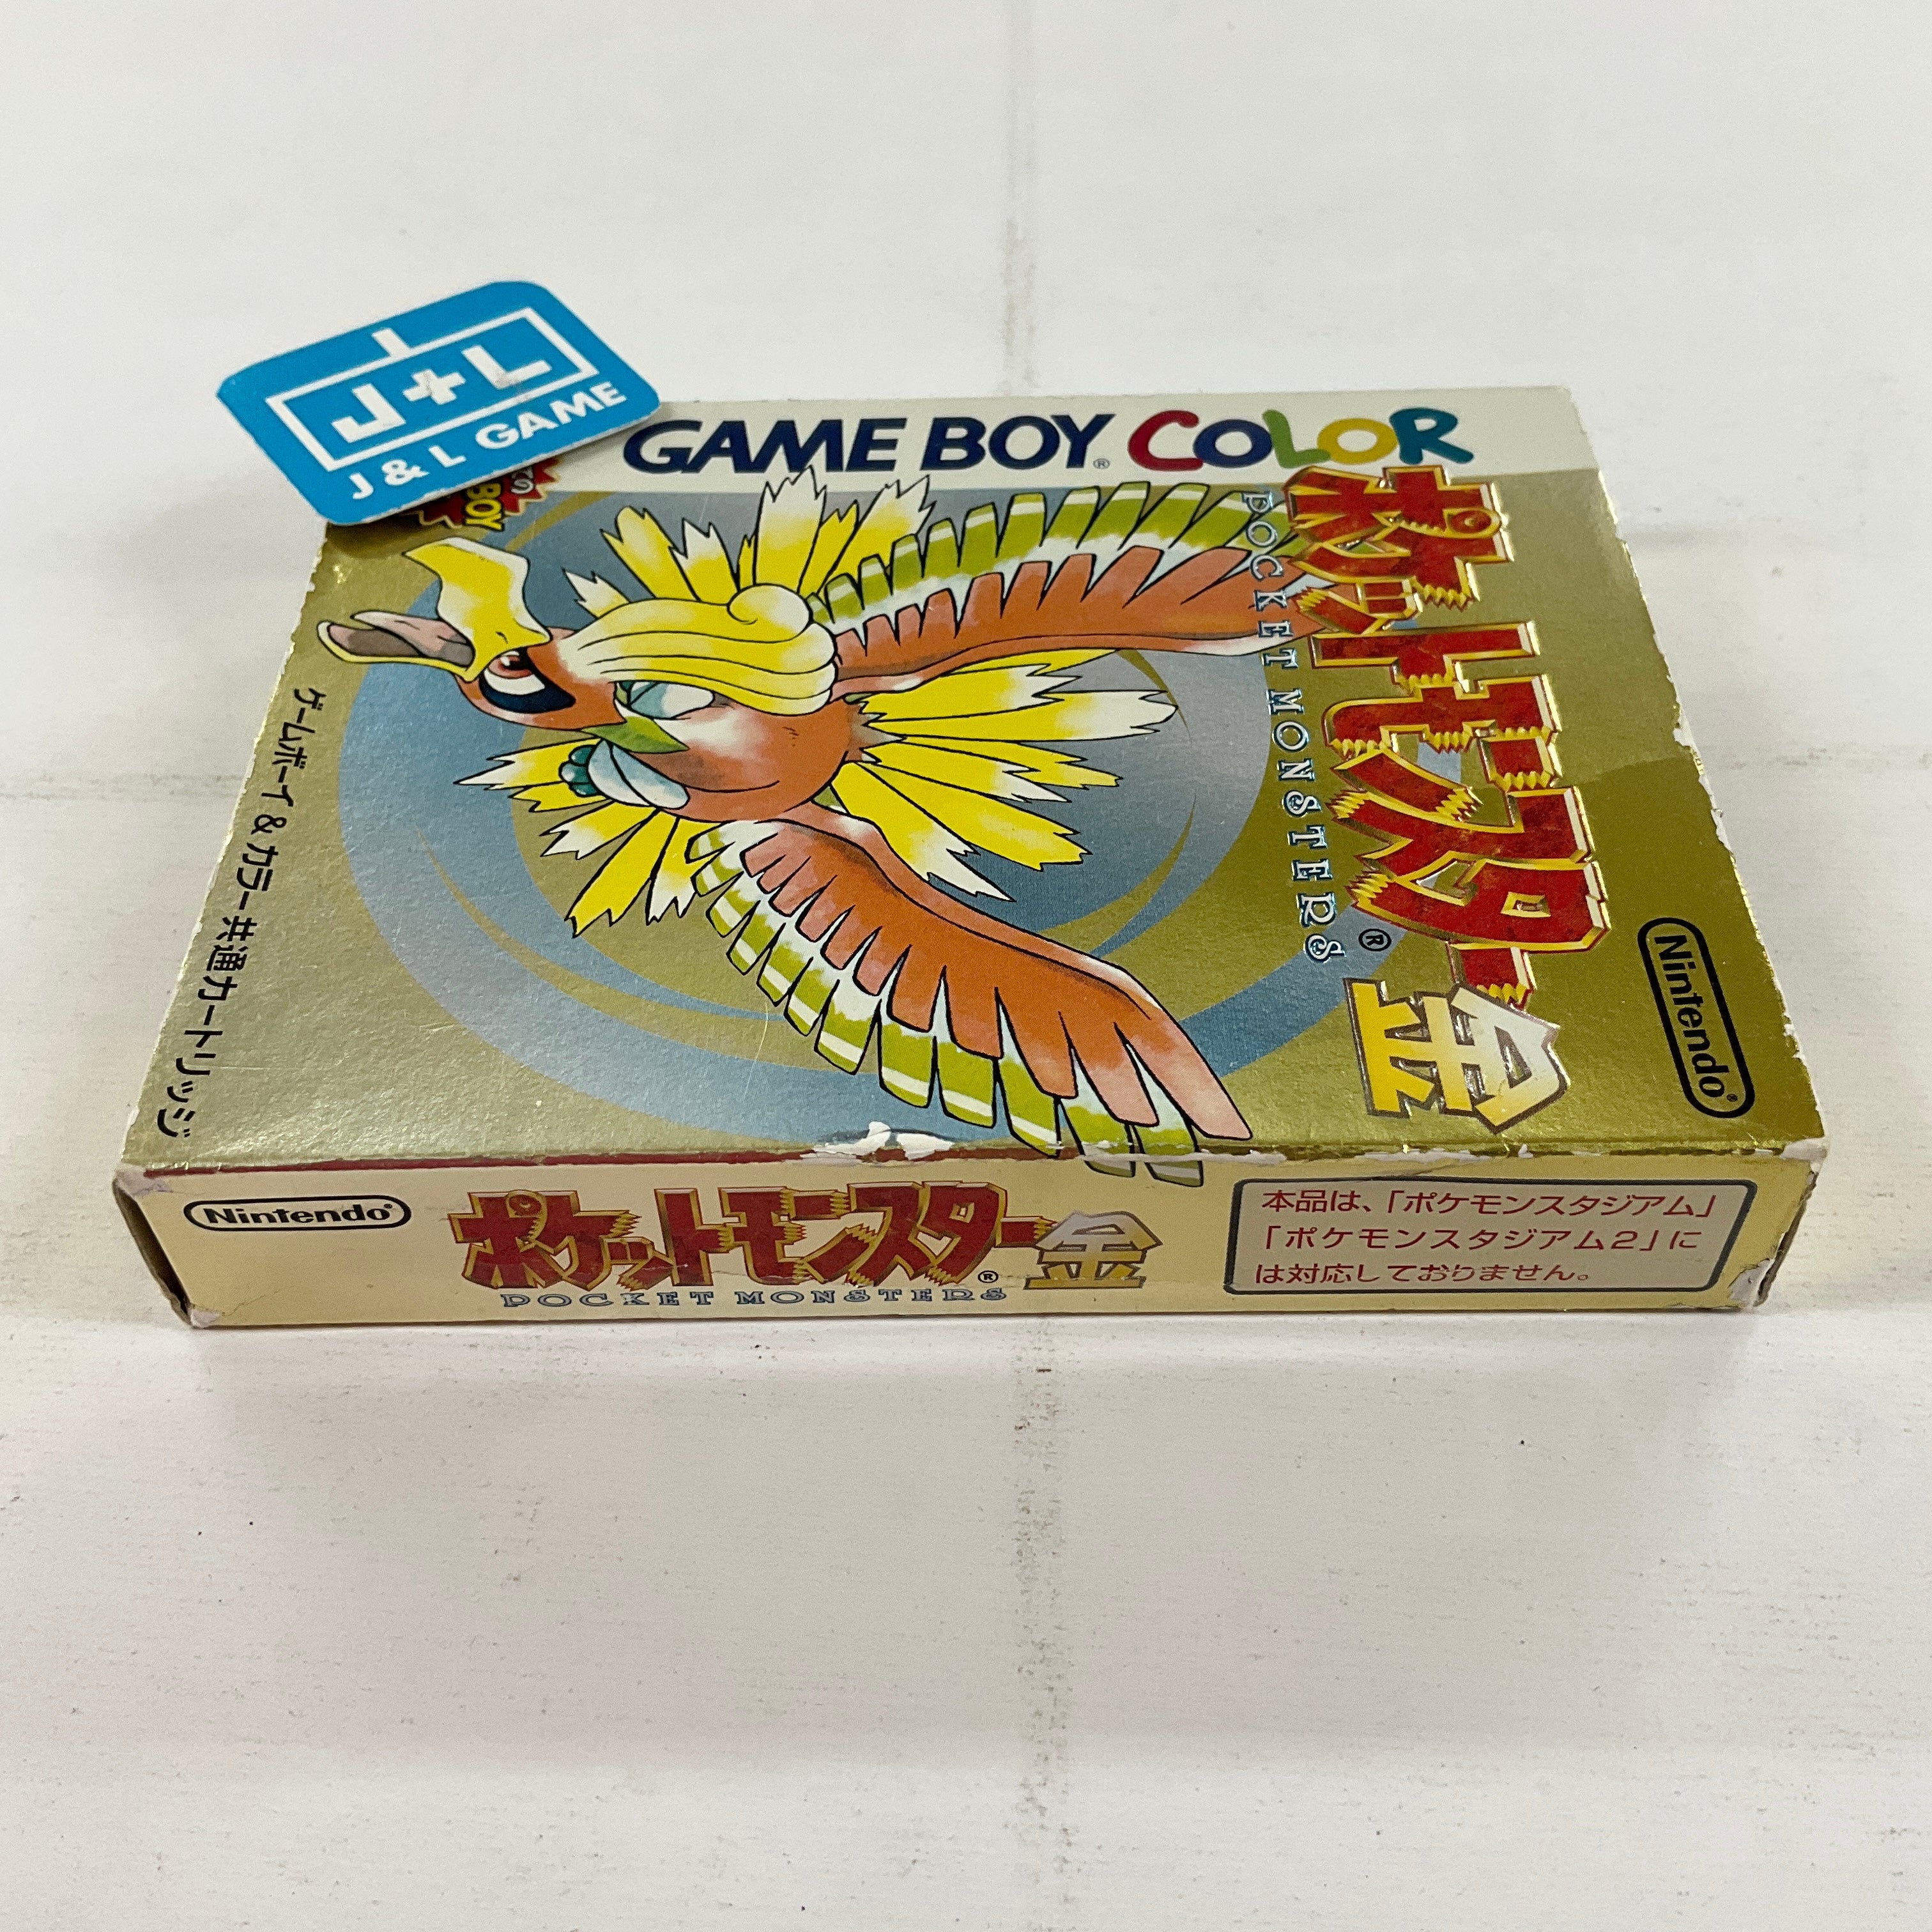 J+L
J & L GAME
GAME BOY® COLOR
の
BOY
ポケットモンスター
POCKET MONSTERS®
金
Nintendo®
ゲームボーイ&カラー共通カートリッジ
Nintendo®
ポケットモンスター®金
POCKET MONSTERS
本品は、「ポケモンスタジアム」
「ポケモンスタジアム2」に
は対応しておりません。